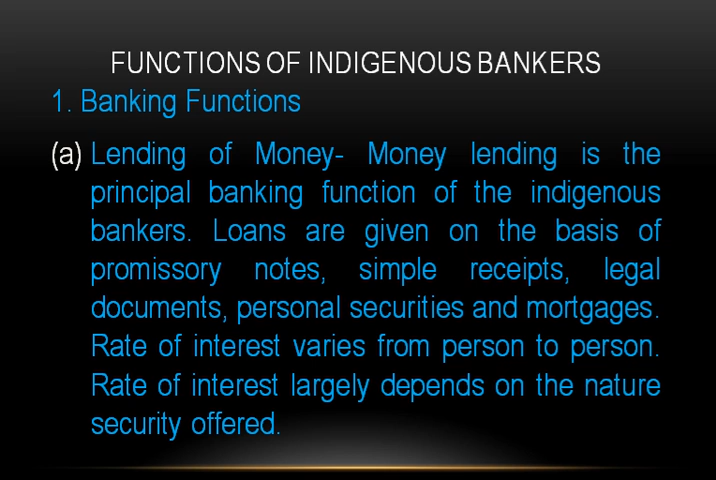 FUNCTIONS OF INDIGENOUS BANKERS
1. Banking Functions
(a) Lending of Money- Money lending is the
principal banking function of the indigenous
bankers. Loans are given on the basis of
promissory notes, simple receipts, legal
documents, personal securities and mortgages.
Rate of interest varies from person to person.
Rate of interest largely depends on the nature
security offered.